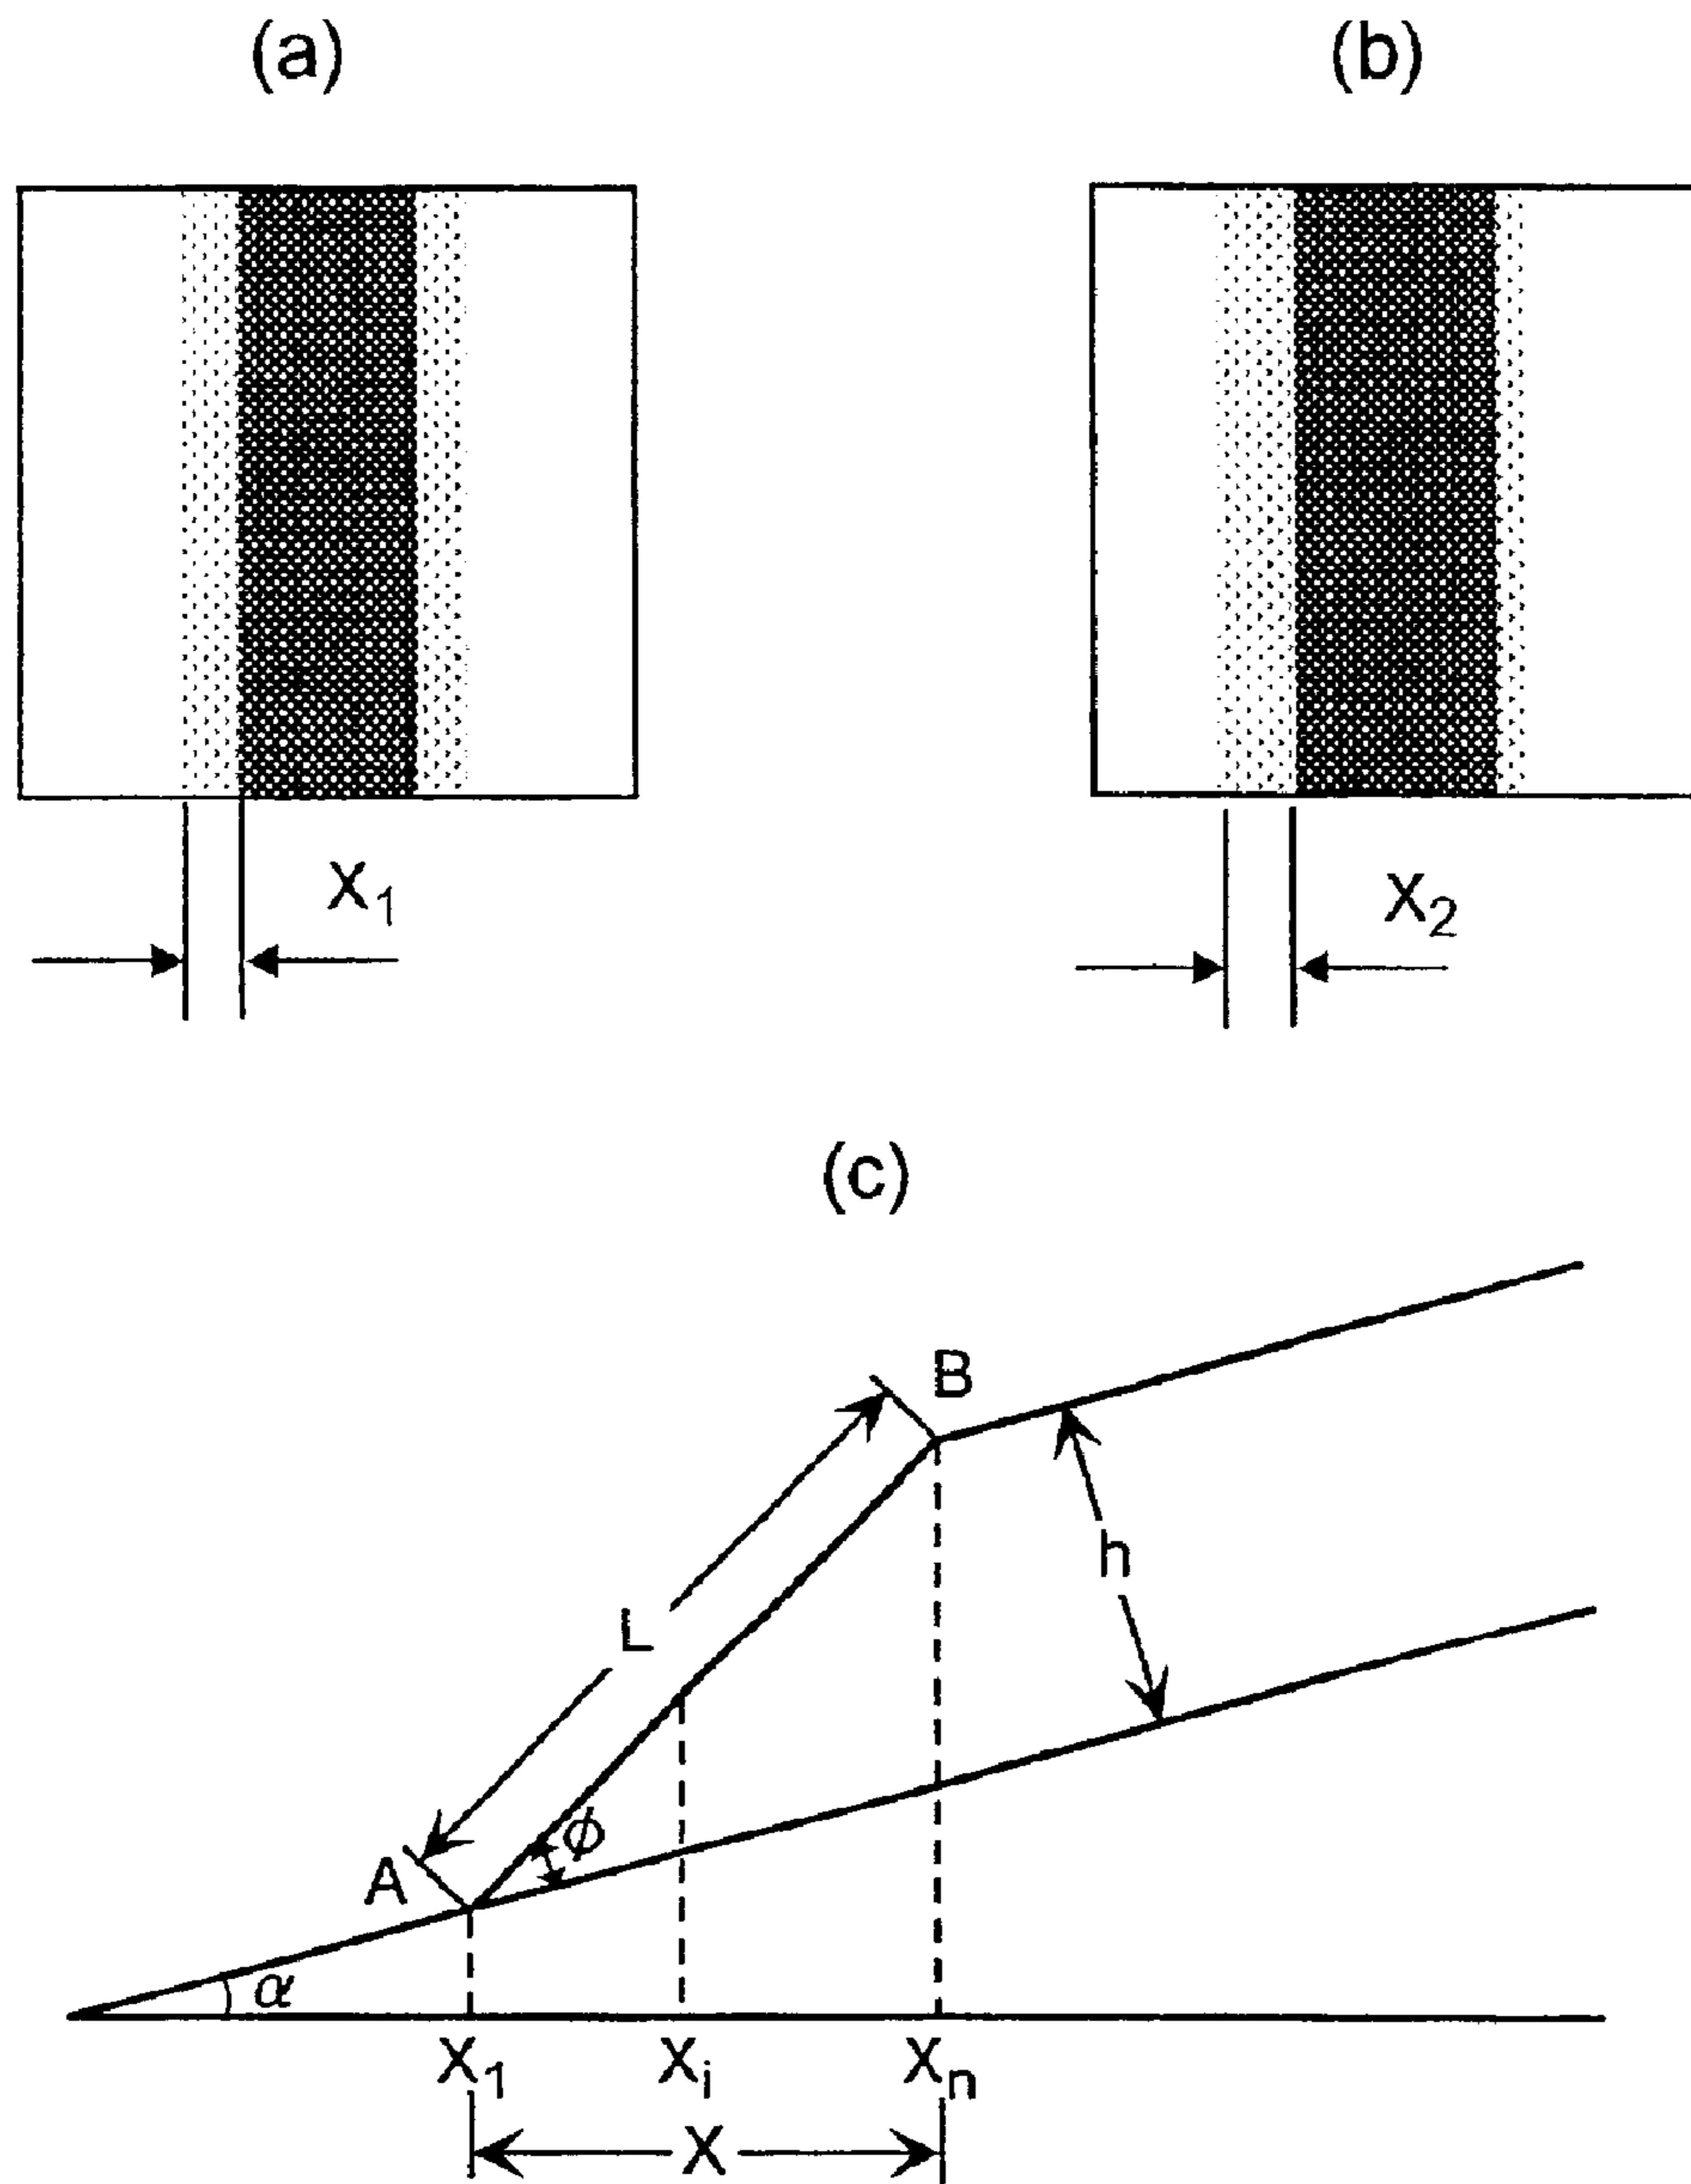 (a) (b)
X₁ X₂
(c)
B
h
L
A ϕ
α
X₁ Xᵢ Xₙ
X